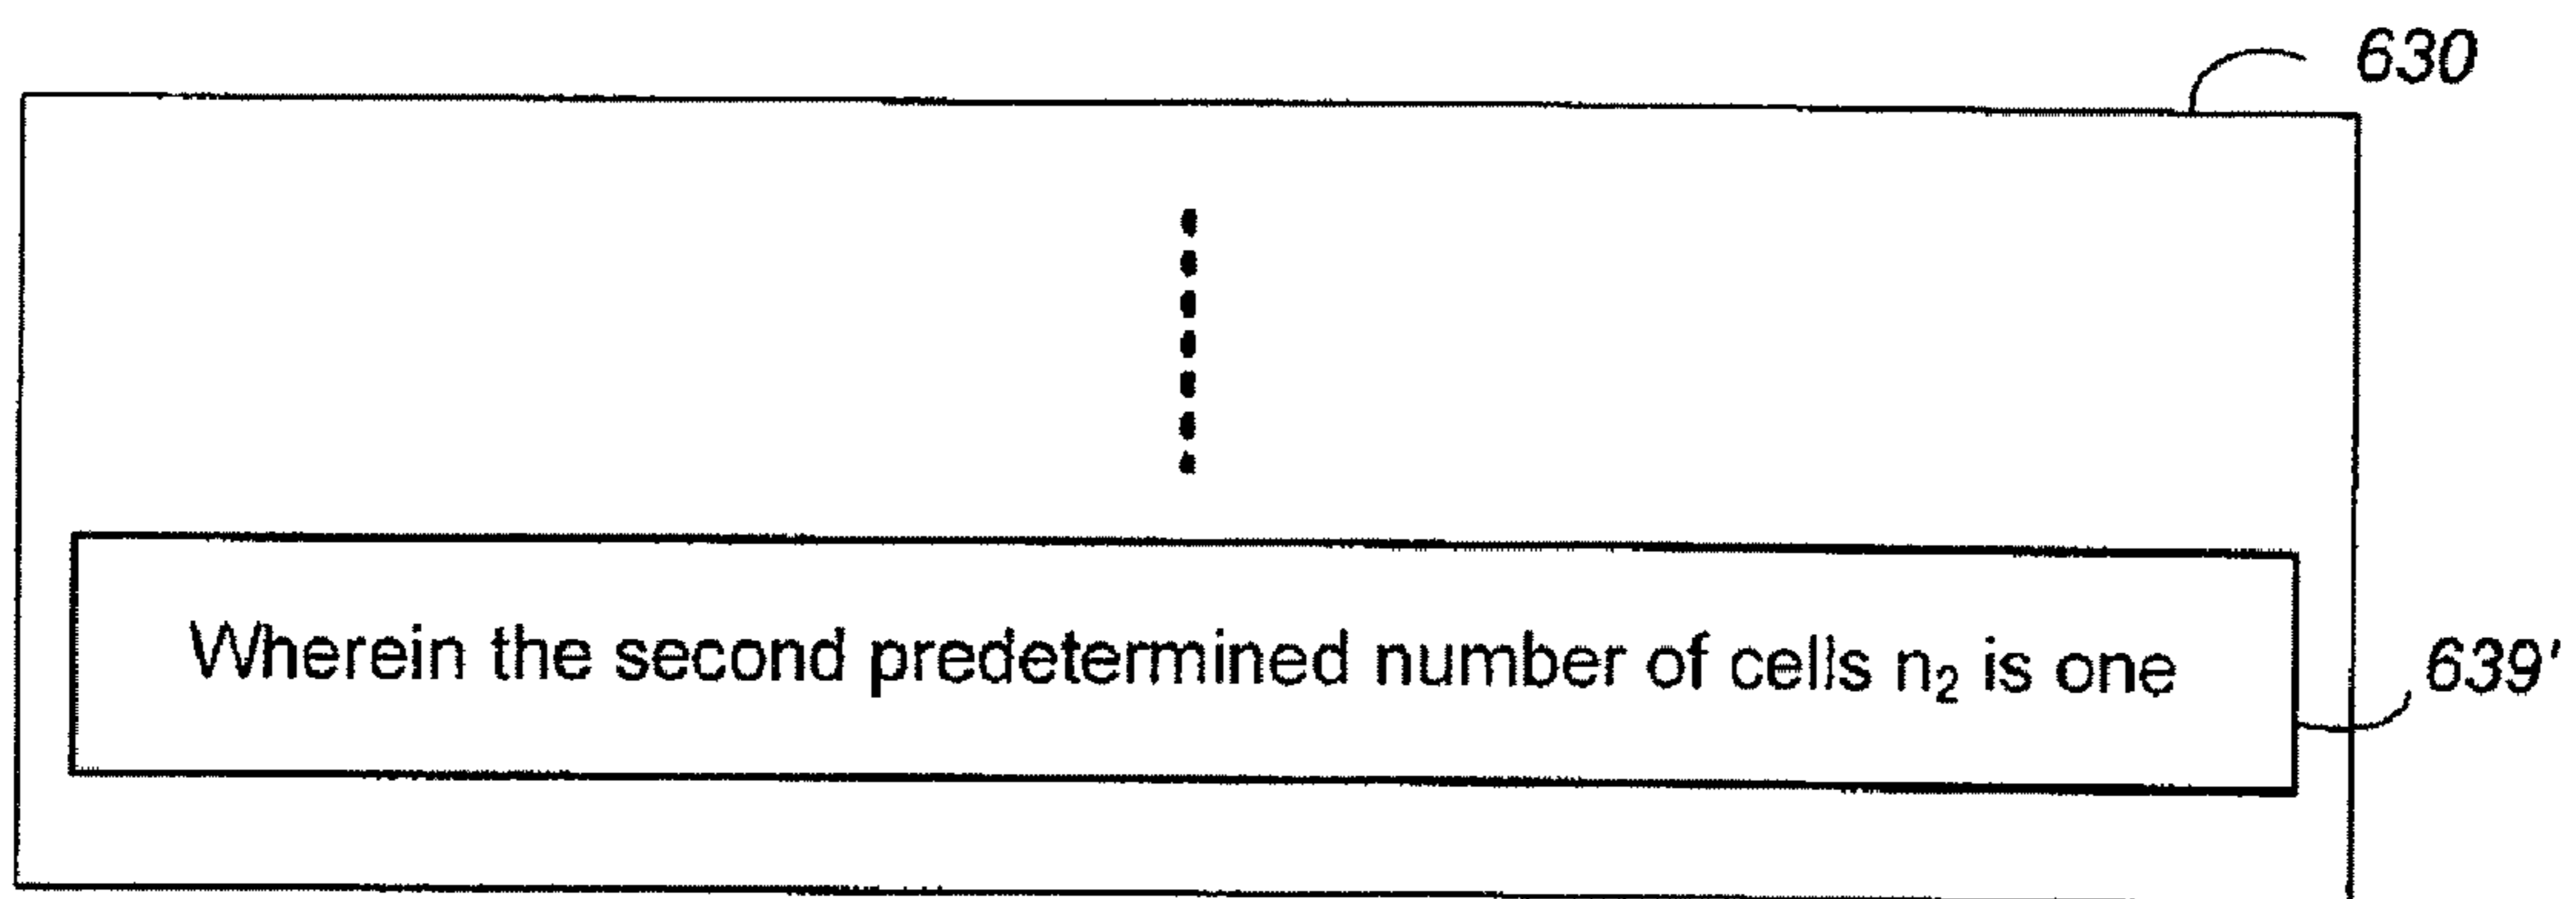 630
Wherein the second predetermined number of cells n₂ is one
639'